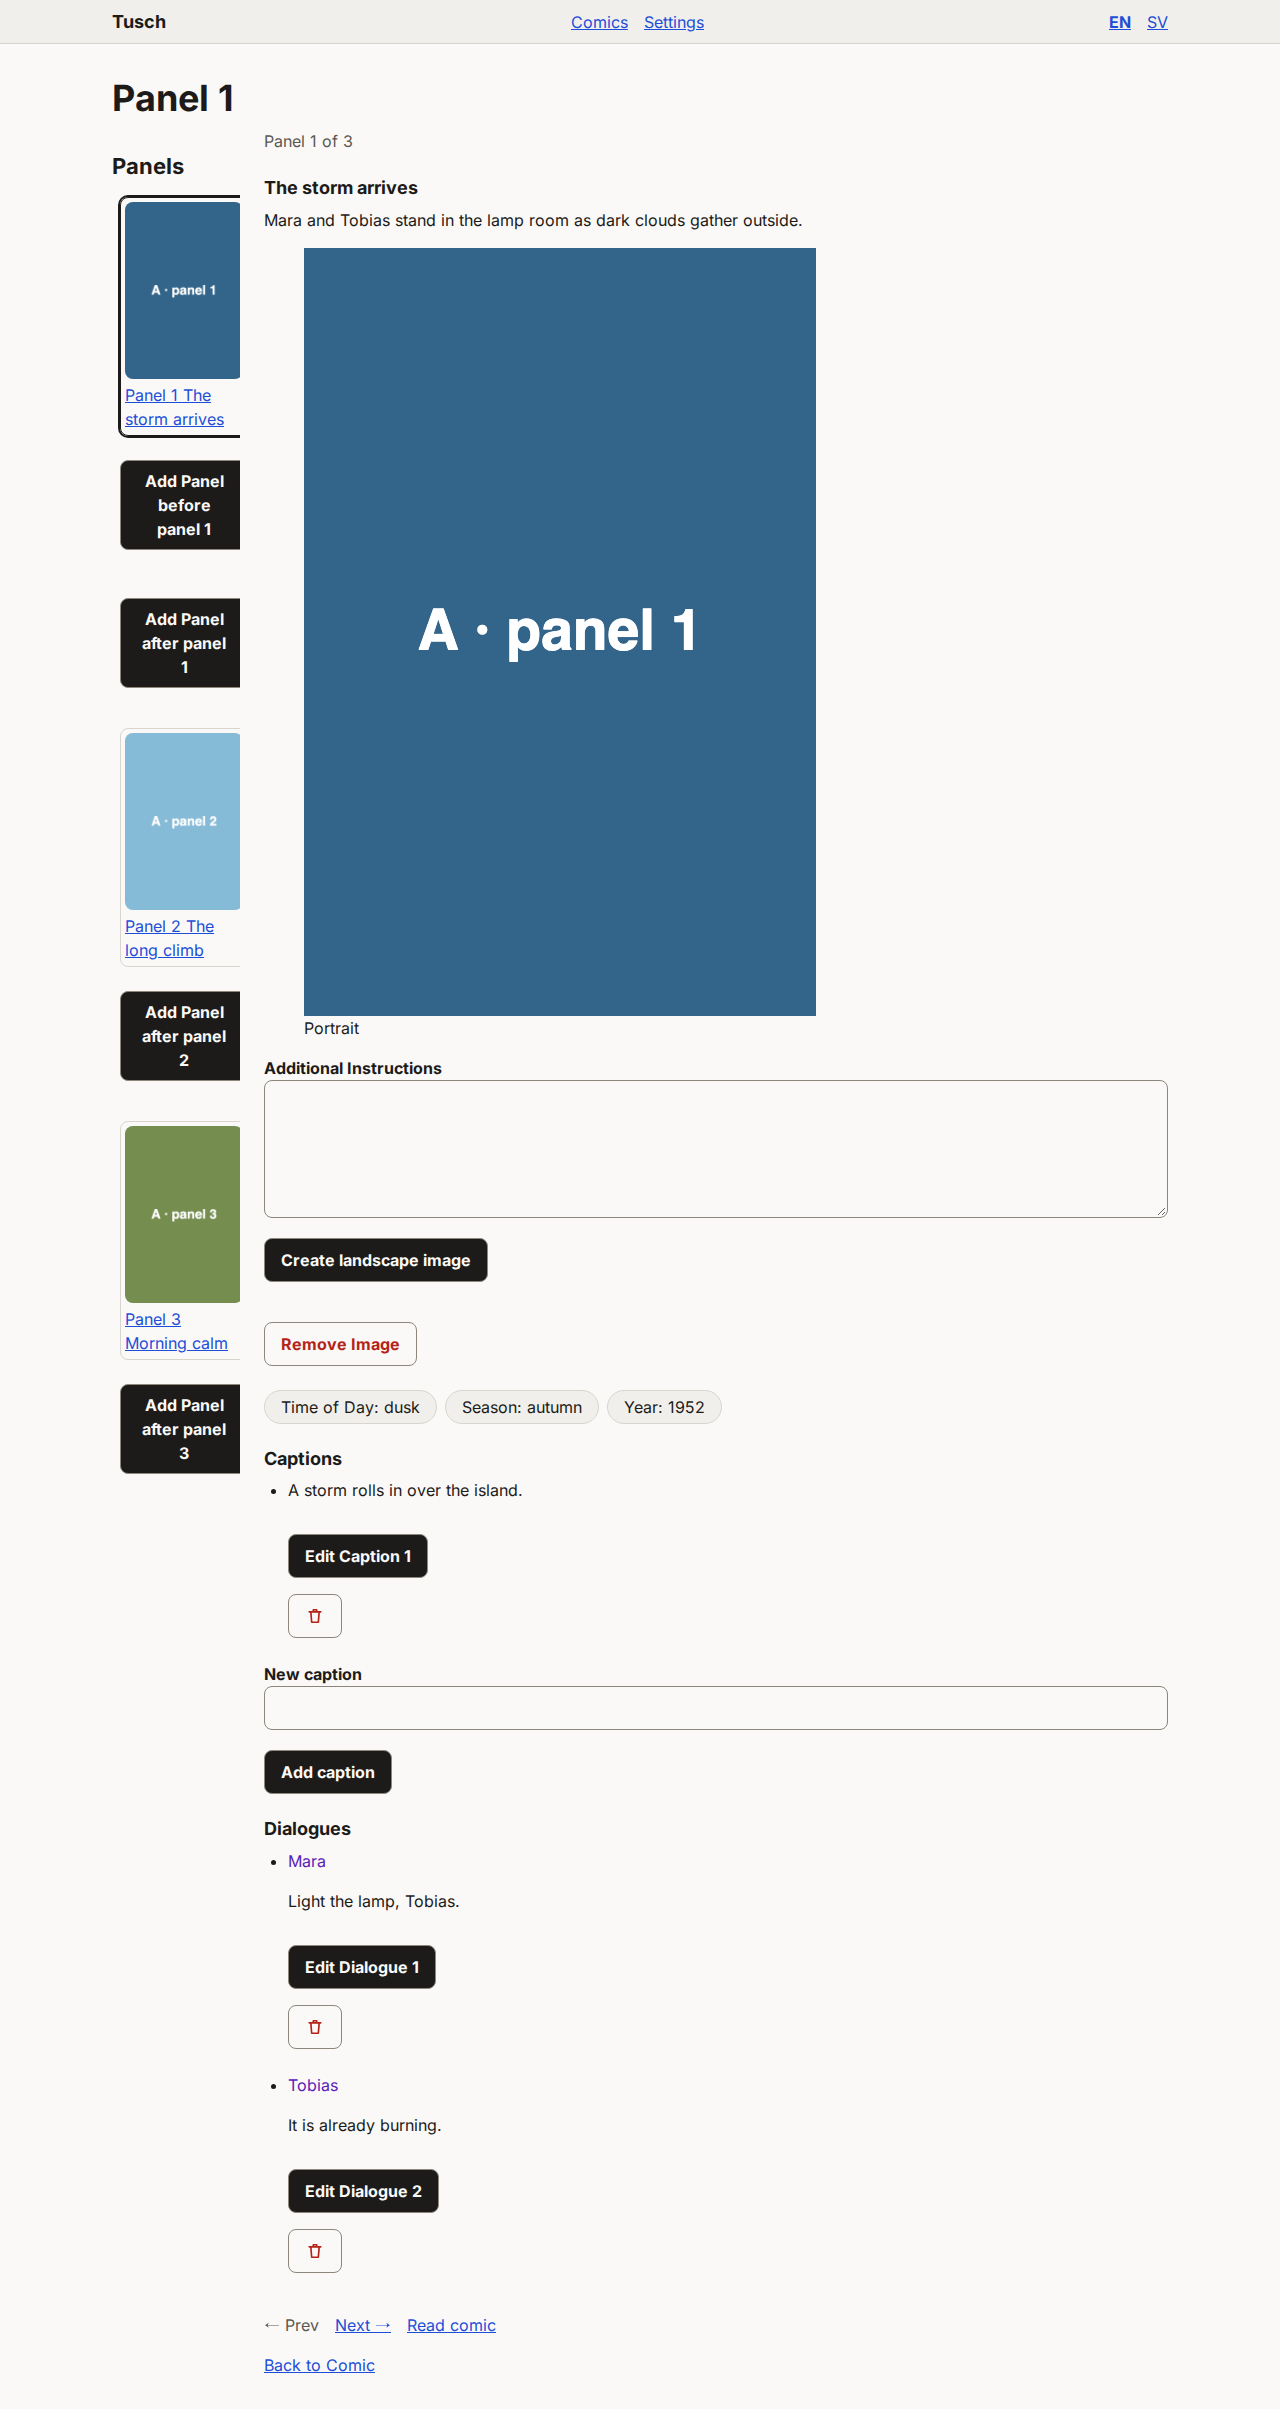 Tusch
Comics Settings
EN SV
Panel 1
Panels
A · panel 1
Panel 1 The
storm arrives
Add Panel
before
panel 1
Add Panel
after panel
1
A · panel 2
Panel 2 The
long climb
Add Panel
after panel
2
A · panel 3
Panel 3
Morning calm
Add Panel
after panel
3
Panel 1 of 3
The storm arrives
Mara and Tobias stand in the lamp room as dark clouds gather outside.
A · panel 1
Portrait
Additional Instructions
Create landscape image
Remove Image
Time of Day: dusk Season: autumn Year: 1952
Captions
• A storm rolls in over the island.
Edit Caption 1
New caption
Add caption
Dialogues
• Mara
Light the lamp, Tobias.
Edit Dialogue 1
• Tobias
It is already burning.
Edit Dialogue 2
← Prev Next → Read comic
Back to Comic